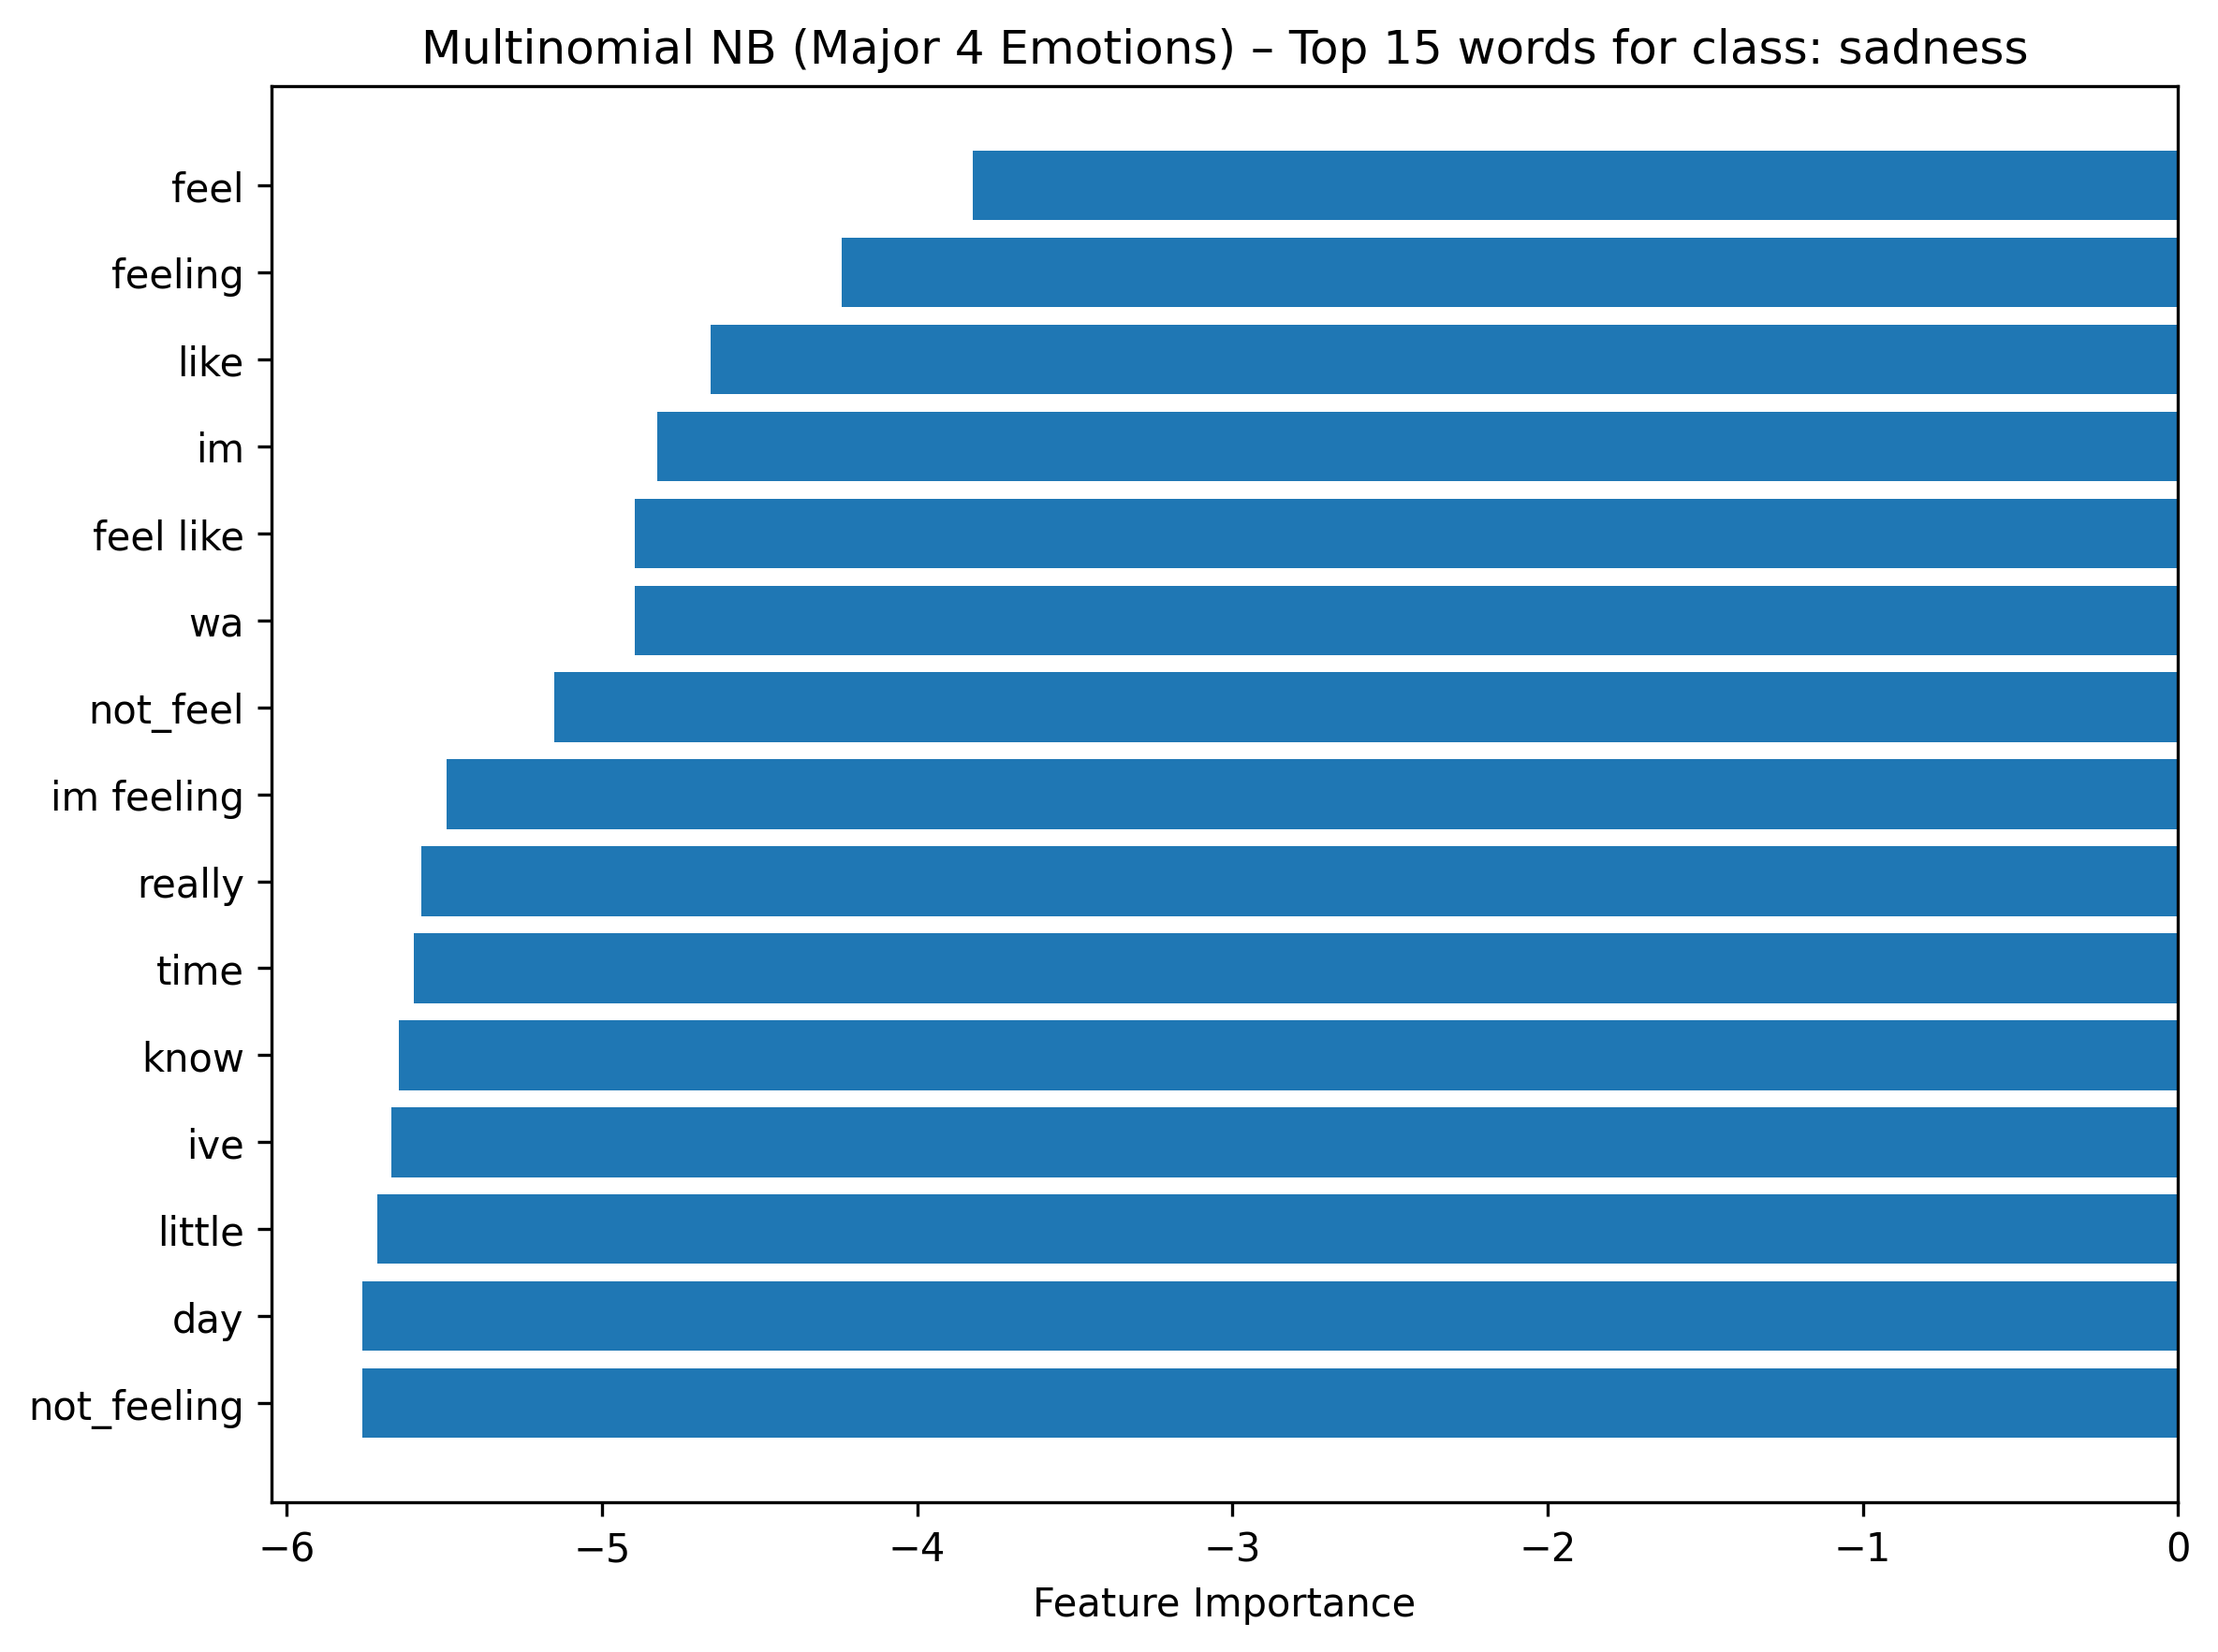 Multinomial NB (Major 4 Emotions) – Top 15 words for class: sadness
feel
feeling
like
im
feel like
wa
not_feel
im feeling
really
time
know
ive
little
day
not_feeling
−6 −5 −4 −3 −2 −1 0
Feature Importance